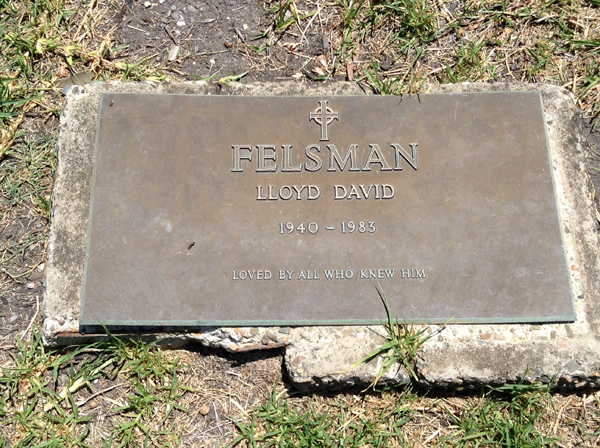 FELSMAN
LLOYD DAVID
1940 - 1983
LOVED BY ALL WHO KNEW HIM